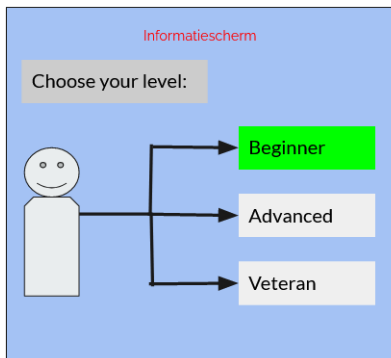 Informatiescherm
Choose your level:
Beginner
Advanced
Veteran